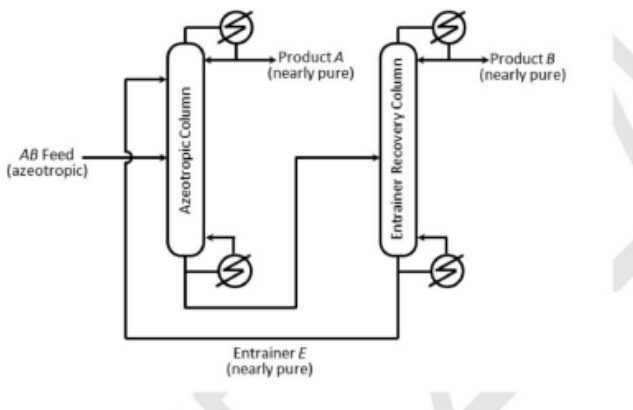 Product A
(nearly pure)
Product B
(nearly pure)
AB Feed
(azeotropic)
Azeotropic Column
Entrainer Recovery Column
Entrainer E
(nearly pure)